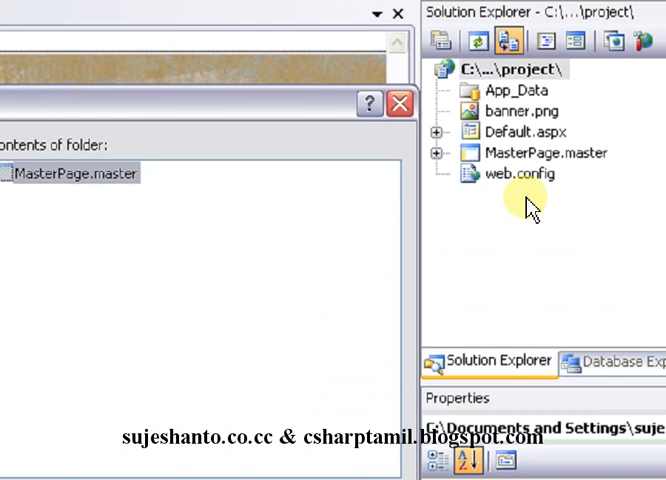 Solution Explorer - C:\...\project\
C:\...\project\
App_Data
banner.png
Default.aspx
MasterPage.master
web.config
ontents of folder:
MasterPage.master
Solution Explorer
Database Exp
Properties
C:\Documents and Settings\suje
sujeshanto.co.cc & csharptamil.blogspot.com